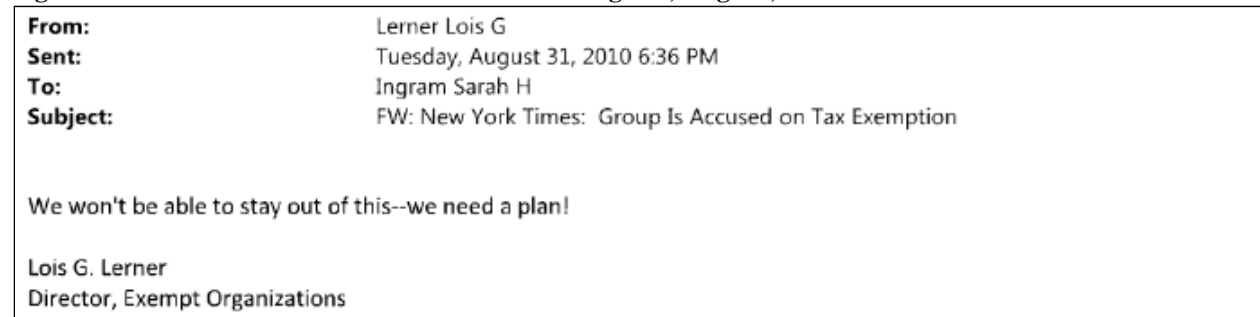 From: Lerner Lois G
Sent: Tuesday, August 31, 2010 6:36 PM
To: Ingram Sarah H
Subject: FW: New York Times: Group Is Accused on Tax Exemption
We won't be able to stay out of this--we need a plan!
Lois G. Lerner
Director, Exempt Organizations